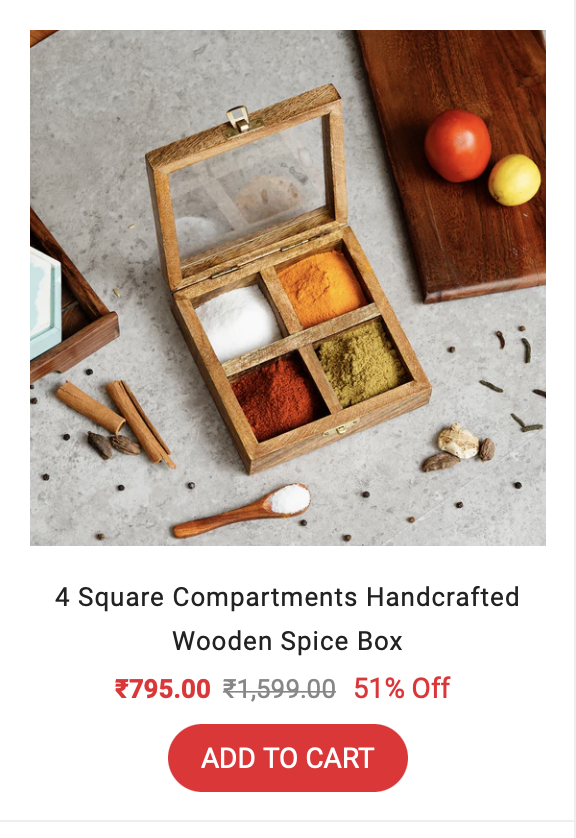 4 Square Compartments Handcrafted
Wooden Spice Box
₹795.00 ₹1,599.00 51% Off
ADD TO CART